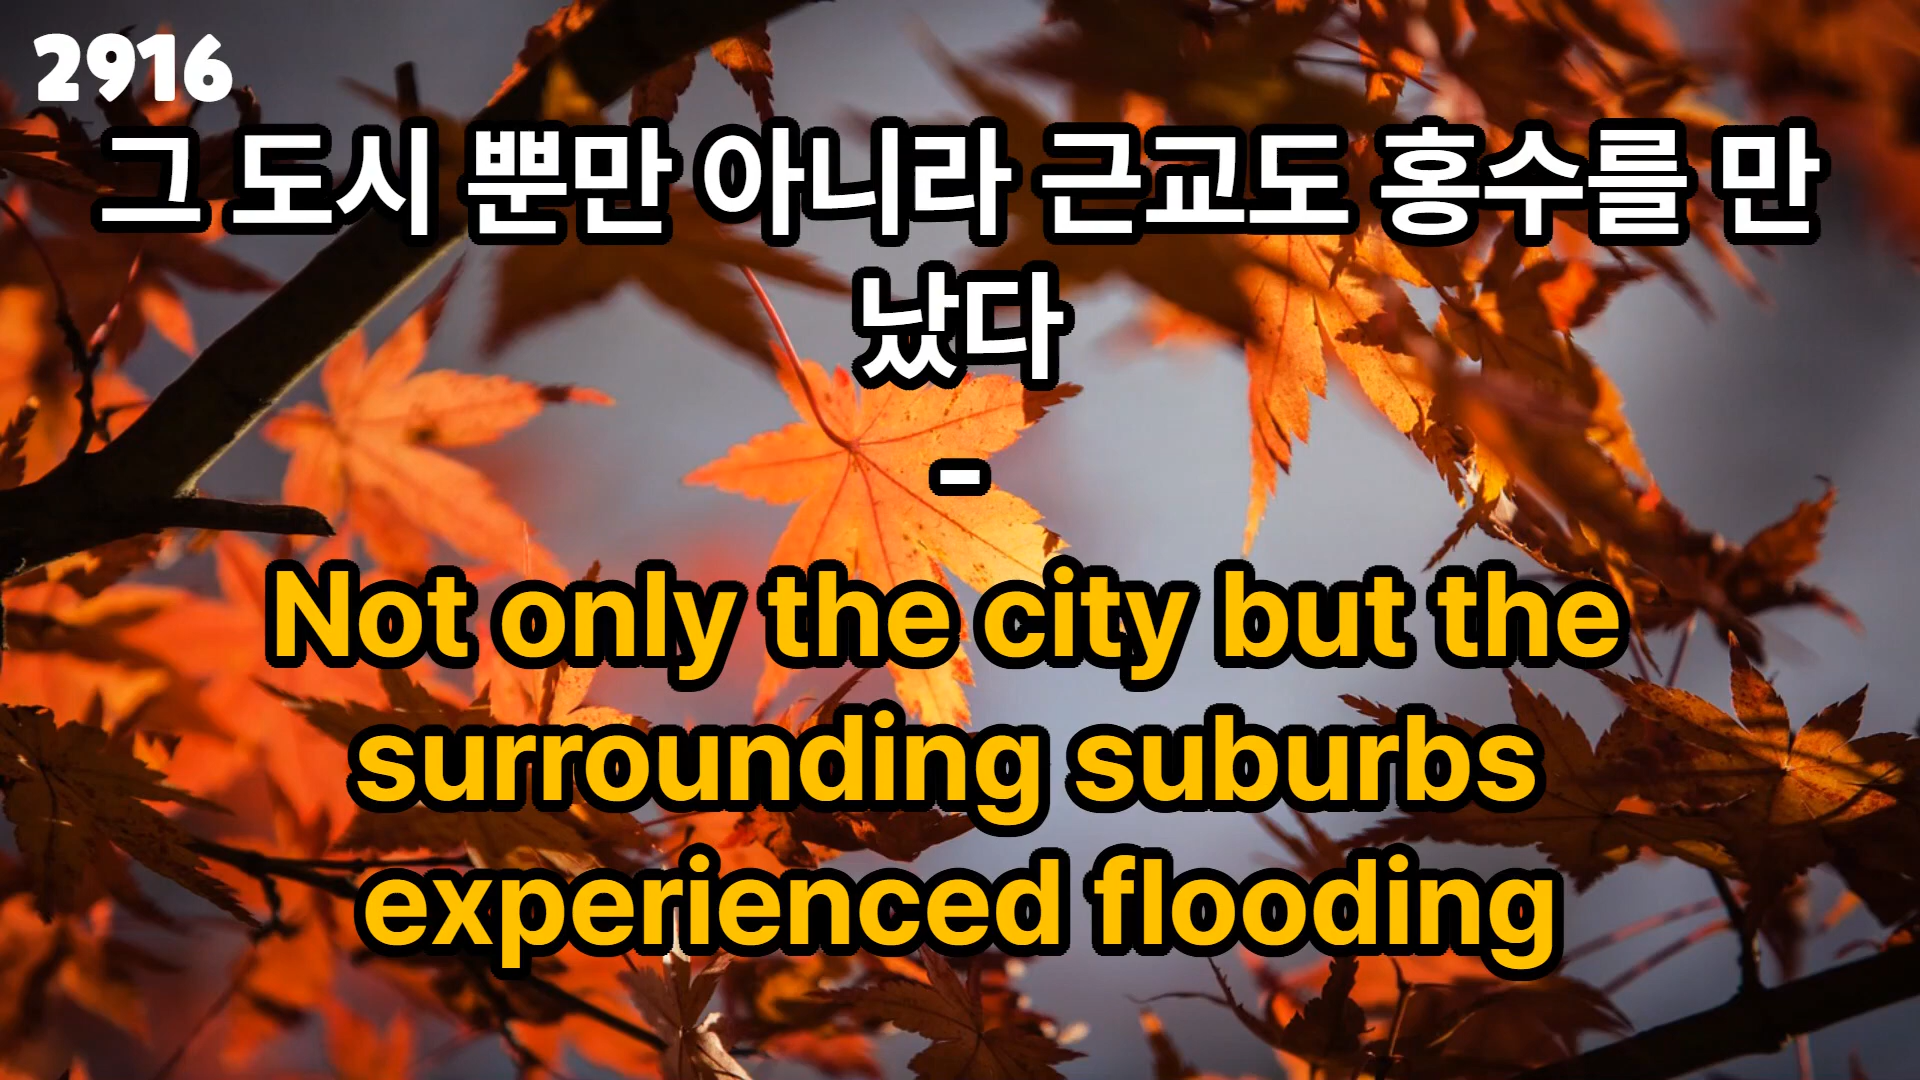 2916
그 도시 뿐만 아니라 근교도 홍수를 만
났다
-
Not only the city but the
surrounding suburbs
experienced flooding